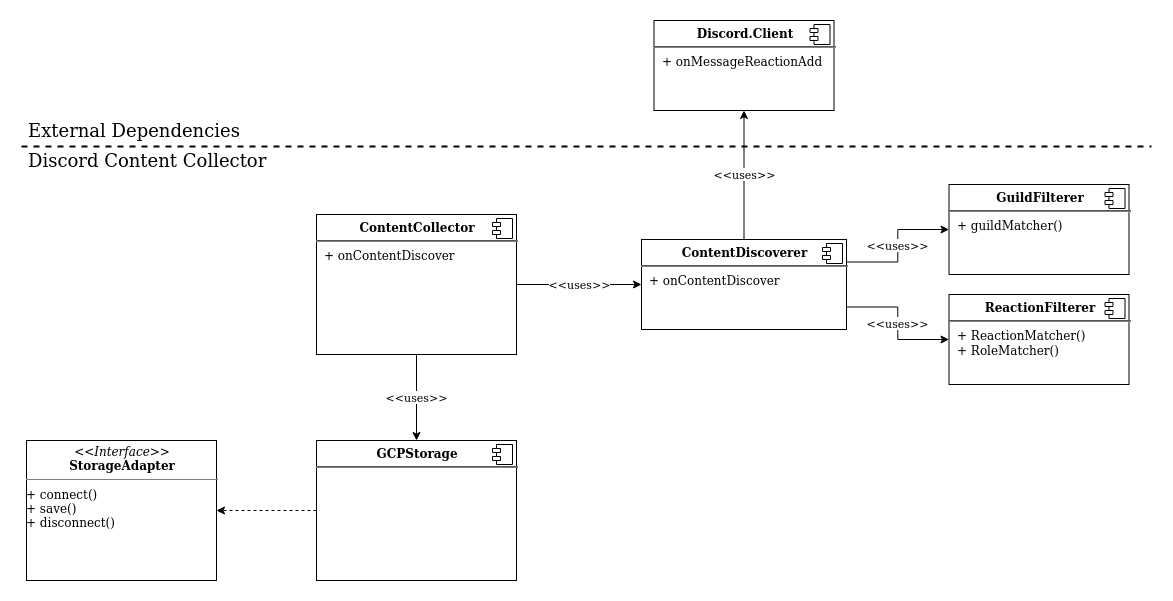 Discord.Client
+ onMessageReactionAdd
External Dependencies
Discord Content Collector
<<uses>>
GuildFilterer
+ guildMatcher()
ContentCollector
+ onContentDiscover
<<uses>>
ContentDiscoverer
+ onContentDiscover
<<uses>>
<<uses>>
ReactionFilterer
+ ReactionMatcher()
+ RoleMatcher()
<<uses>>
<<Interface>>
StorageAdapter
+ connect()
+ save()
+ disconnect()
GCPStorage